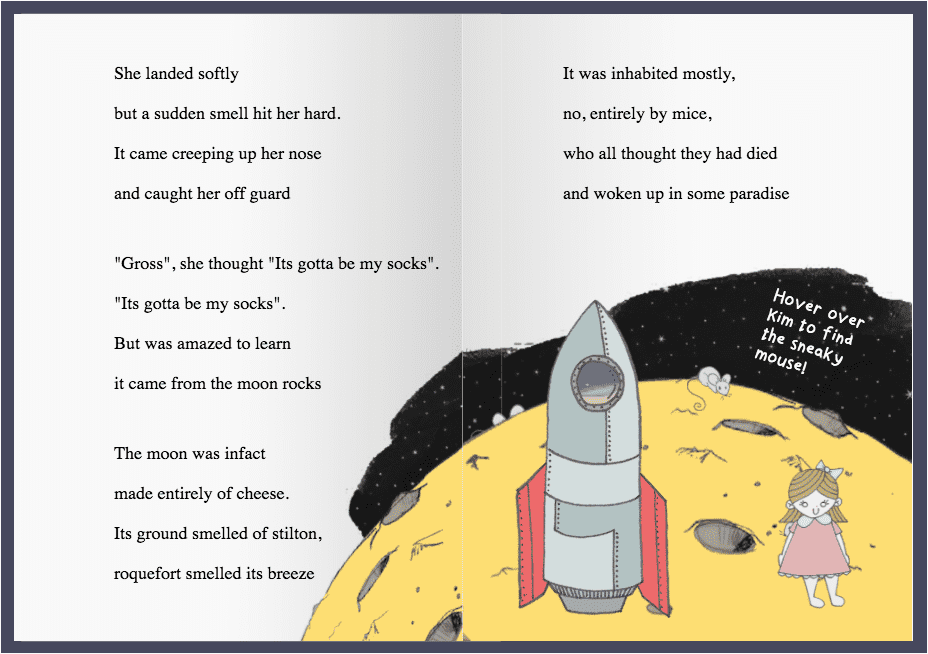 She landed softly
but a sudden smell hit her hard.
It came creeping up her nose
and caught her off guard
"Gross", she thought "Its gotta be my socks".
"Its gotta be my socks".
But was amazed to learn
it came from the moon rocks
The moon was infact
made entirely of cheese.
Its ground smelled of stilton,
roquefort smelled its breeze
It was inhabited mostly,
no, entirely by mice,
who all thought they had died
and woken up in some paradise
Hover over
Kim to find
the sneaky
mouse!